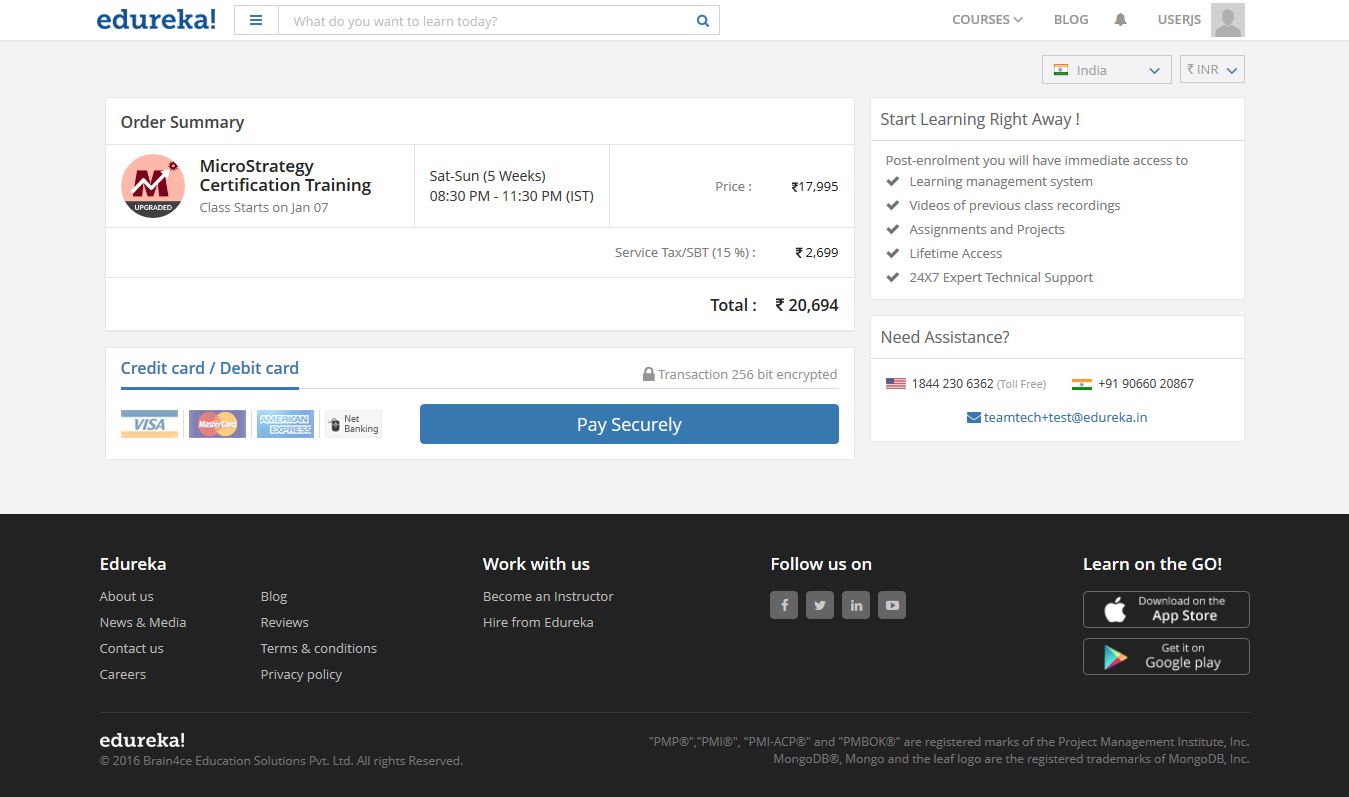 edureka!
What do you want to learn today?
COURSES
BLOG
USERJS
India
₹ INR
Order Summary
UPGRADED
MicroStrategy
Certification Training
Class Starts on Jan 07
Sat-Sun (5 Weeks)
08:30 PM - 11:30 PM (IST)
Price : ₹17,995
Service Tax/SBT (15 %) : ₹ 2,699
Total : ₹ 20,694
Credit card / Debit card
Transaction 256 bit encrypted
VISA
MasterCard
AMERICAN
EXPRESS
Net
Banking
Pay Securely
Start Learning Right Away !
Post-enrolment you will have immediate access to
Learning management system
Videos of previous class recordings
Assignments and Projects
Lifetime Access
24X7 Expert Technical Support
Need Assistance?
1844 230 6362 (Toll Free)
+91 90660 20867
teamtech+test@edureka.in
Edureka
About us
News & Media
Contact us
Careers
Blog
Reviews
Terms & conditions
Privacy policy
Work with us
Become an Instructor
Hire from Edureka
Follow us on
Learn on the GO!
Download on the
App Store
Get it on
Google play
edureka!
© 2016 Brain4ce Education Solutions Pvt. Ltd. All rights Reserved.
"PMP®","PMI®", "PMI-ACP®" and "PMBOK®" are registered marks of the Project Management Institute, Inc.
MongoDB®, Mongo and the leaf logo are the registered trademarks of MongoDB, Inc.